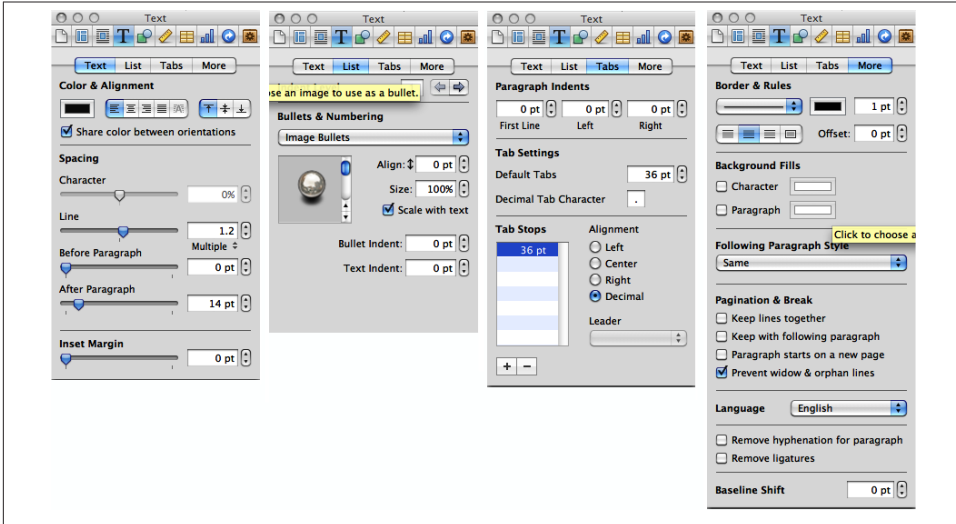 Text
Text List Tabs More
Color & Alignment
Share color between orientations
Spacing
Character
0%
Line
1.2
Multiple
Before Paragraph
0 pt
After Paragraph
14 pt
Inset Margin
0 pt
Text
Text List Tabs More
an image to use as a bullet.
Bullets & Numbering
Image Bullets
Align: 0 pt
Size: 100%
Scale with text
Bullet Indent: 0 pt
Text Indent: 0 pt
Text
Text List Tabs More
Paragraph Indents
0 pt 0 pt 0 pt
First Line Left Right
Tab Settings
Default Tabs 36 pt
Decimal Tab Character .
Tab Stops
36 pt
Alignment
Left
Center
Right
Decimal
Leader
+ −
Text
Text List Tabs More
Border & Rules
1 pt
Offset: 0 pt
Background Fills
Character
Paragraph
Click to choose a
Following Paragraph Style
Same
Pagination & Break
Keep lines together
Keep with following paragraph
Paragraph starts on a new page
Prevent widow & orphan lines
Language English
Remove hyphenation for paragraph
Remove ligatures
Baseline Shift 0 pt